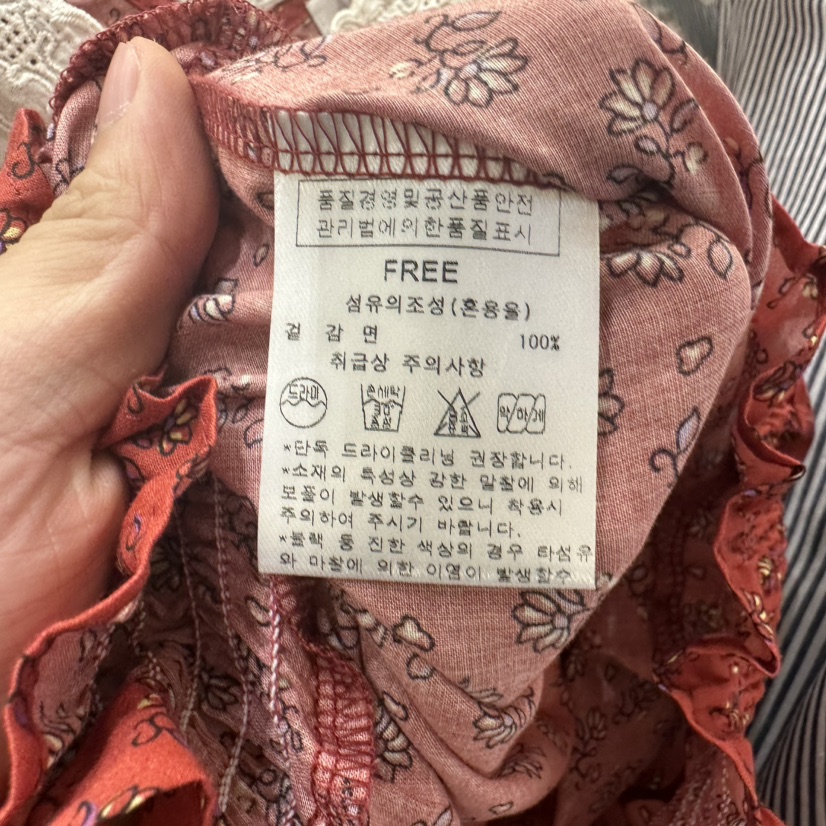 품질경영및공산품안전
관리법에의한품질표시
FREE
섬유의조성(혼용율)
겉 감 면 100%
취급상 주의사항
드라이
손세탁 30° 중성
약하게
*단독 드라이클리닝 권장합니다.
*소재의 특성상 강한 말찰에 의해
보풀이 발생할수 있으니 착용시
주의하여 주시기 바랍니다.
*블랙 등 진한 색상의 경우 타섬유
와 마찰에 의한 이염이 발생할수